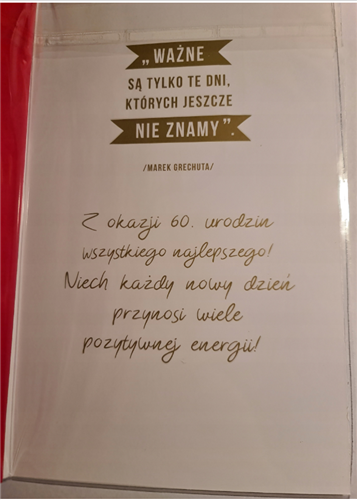 „WAŻNE
SĄ TYLKO TE DNI,
KTÓRYCH JESZCZE
NIE ZNAMY”.
/MAREK GRECHUTA/
Z okazji 60. urodzin
wszystkiego najlepszego!
Niech każdy nowy dzień
przynosi wiele
pozytywnej energii!